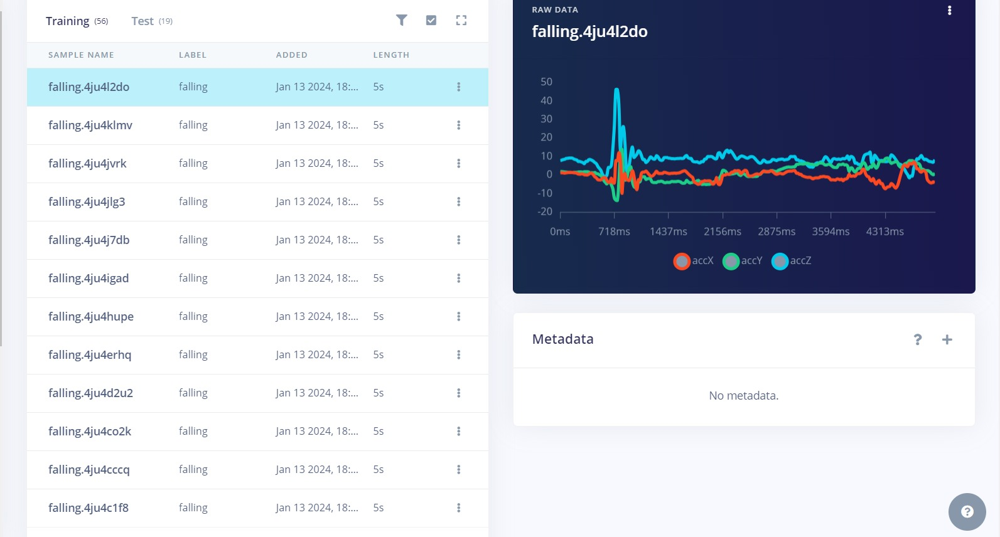 Training (56) Test (19)
SAMPLE NAME LABEL ADDED LENGTH
falling.4ju4l2do falling Jan 13 2024, 18:... 5s
falling.4ju4klmv falling Jan 13 2024, 18:... 5s
falling.4ju4jvrk falling Jan 13 2024, 18:... 5s
falling.4ju4jlg3 falling Jan 13 2024, 18:... 5s
falling.4ju4j7db falling Jan 13 2024, 18:... 5s
falling.4ju4igad falling Jan 13 2024, 18:... 5s
falling.4ju4hupe falling Jan 13 2024, 18:... 5s
falling.4ju4erhq falling Jan 13 2024, 18:... 5s
falling.4ju4d2u2 falling Jan 13 2024, 18:... 5s
falling.4ju4co2k falling Jan 13 2024, 18:... 5s
falling.4ju4cccq falling Jan 13 2024, 18:... 5s
falling.4ju4c1f8 falling Jan 13 2024, 18:... 5s
RAW DATA
falling.4ju4l2do
50
40
30
20
10
0
-10
-20
0ms 718ms 1437ms 2156ms 2875ms 3594ms 4313ms
accX accY accZ
Metadata ? +
No metadata.
?